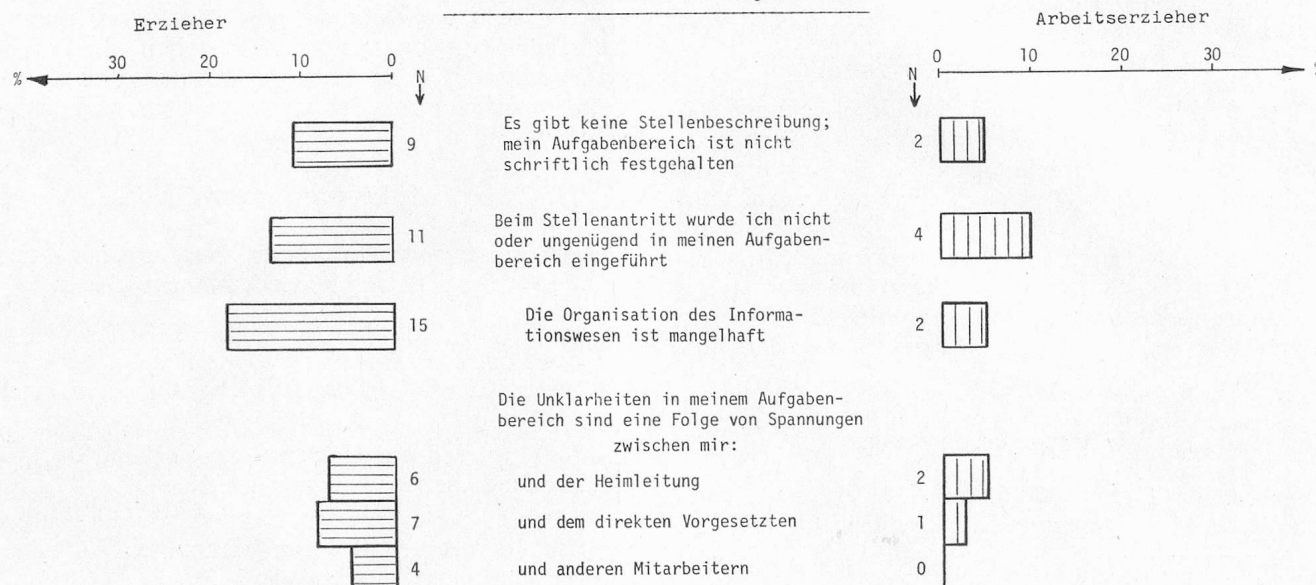 Erzieher
Arbeitserzieher
% 30 20 10 0 N
N 0 10 20 30
9 Es gibt keine Stellenbeschreibung; 2
mein Aufgabenbereich ist nicht
schriftlich festgehalten
11 Beim Stellenantritt wurde ich nicht 4
oder ungenügend in meinen Aufgaben-
bereich eingeführt
15 Die Organisation des Informa- 2
tionswesen ist mangelhaft
Die Unklarheiten in meinem Aufgaben-
bereich sind eine Folge von Spannungen
zwischen mir:
6 und der Heimleitung 2
7 und dem direkten Vorgesetzten 1
4 und anderen Mitarbeitern 0